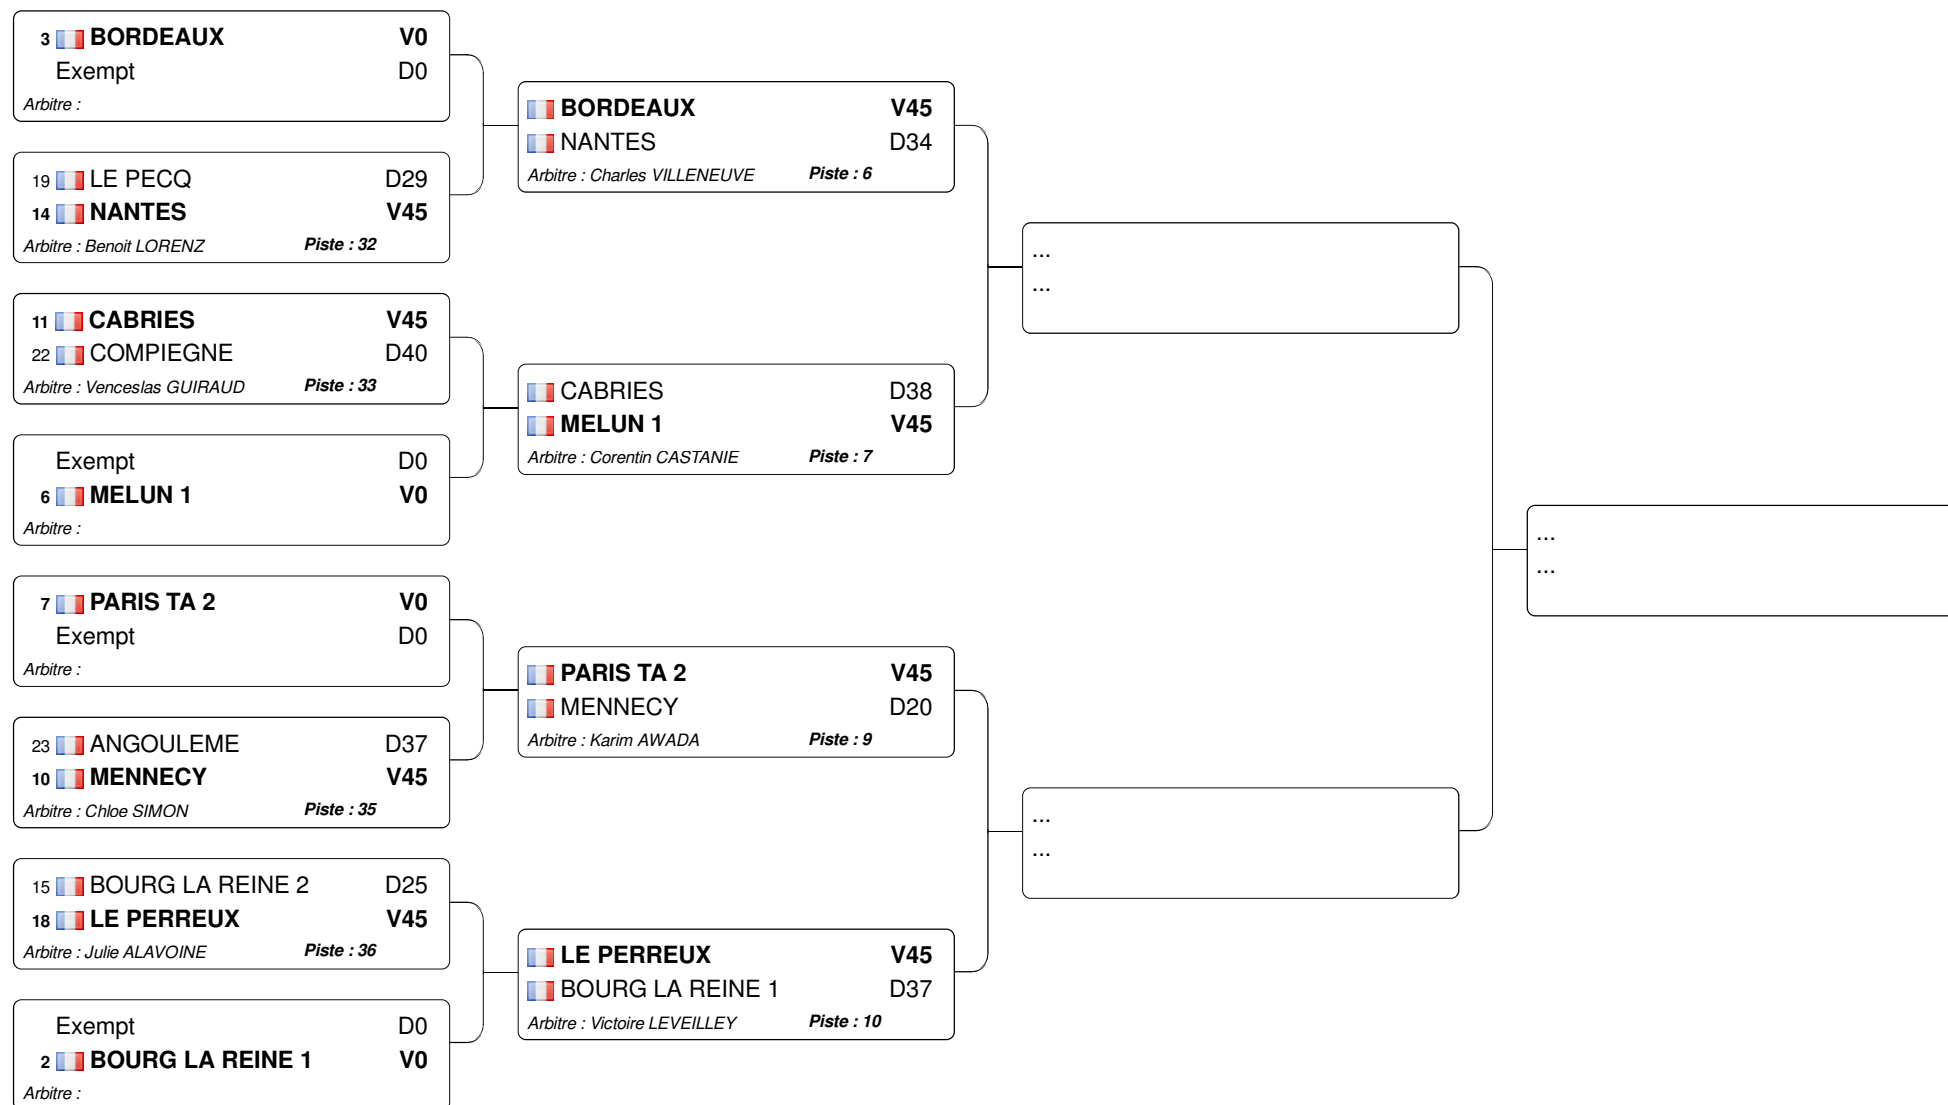 3 BORDEAUX V0
Exempt D0
Arbitre :
19 LE PECQ D29
14 NANTES V45
Arbitre : Benoit LORENZ Piste : 32
11 CABRIES V45
22 COMPIEGNE D40
Arbitre : Venceslas GUIRAUD Piste : 33
Exempt D0
6 MELUN 1 V0
Arbitre :
7 PARIS TA 2 V0
Exempt D0
Arbitre :
23 ANGOULEME D37
10 MENNECY V45
Arbitre : Chloe SIMON Piste : 35
15 BOURG LA REINE 2 D25
18 LE PERREUX V45
Arbitre : Julie ALAVOINE Piste : 36
Exempt D0
2 BOURG LA REINE 1 V0
Arbitre :
BORDEAUX V45
NANTES D34
Arbitre : Charles VILLENEUVE Piste : 6
CABRIES D38
MELUN 1 V45
Arbitre : Corentin CASTANIE Piste : 7
PARIS TA 2 V45
MENNECY D20
Arbitre : Karim AWADA Piste : 9
LE PERREUX V45
BOURG LA REINE 1 D37
Arbitre : Victoire LEVEILLEY Piste : 10
...
...
...
...
...
...